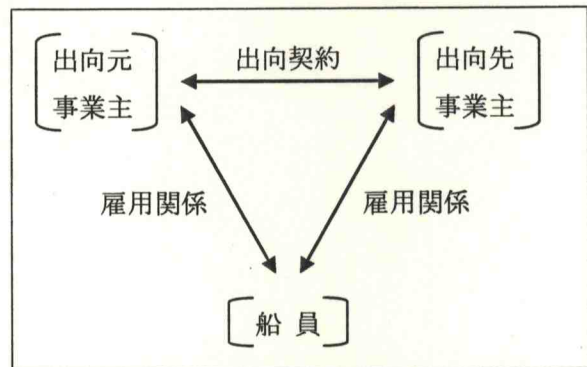 出向元
事業主
出向契約
出向先
事業主
雇用関係
雇用関係
船員